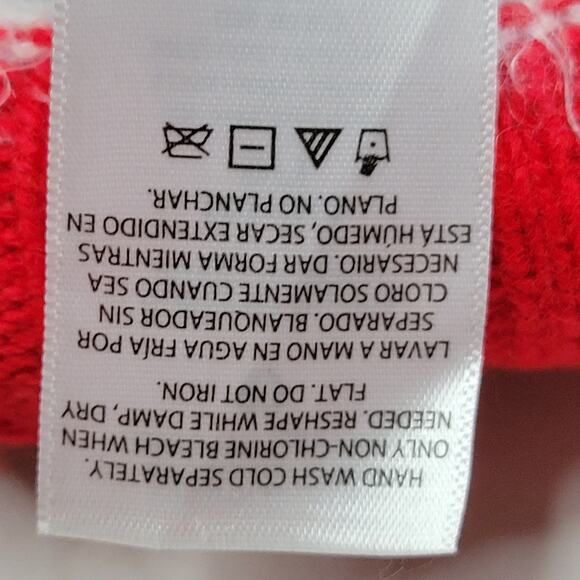 HAND WASH COLD SEPARATELY.
ONLY NON-CHLORINE BLEACH WHEN
NEEDED. RESHAPE WHILE DAMP, DRY
FLAT. DO NOT IRON.
LAVAR A MANO EN AGUA FRÍA POR
SEPARADO. BLANQUEADOR SIN
CLORO SOLAMENTE CUANDO SEA
NECESARIO. DAR FORMA MIENTRAS
ESTÁ HÚMEDO, SECAR EXTENDIDO EN
PLANO. NO PLANCHAR.